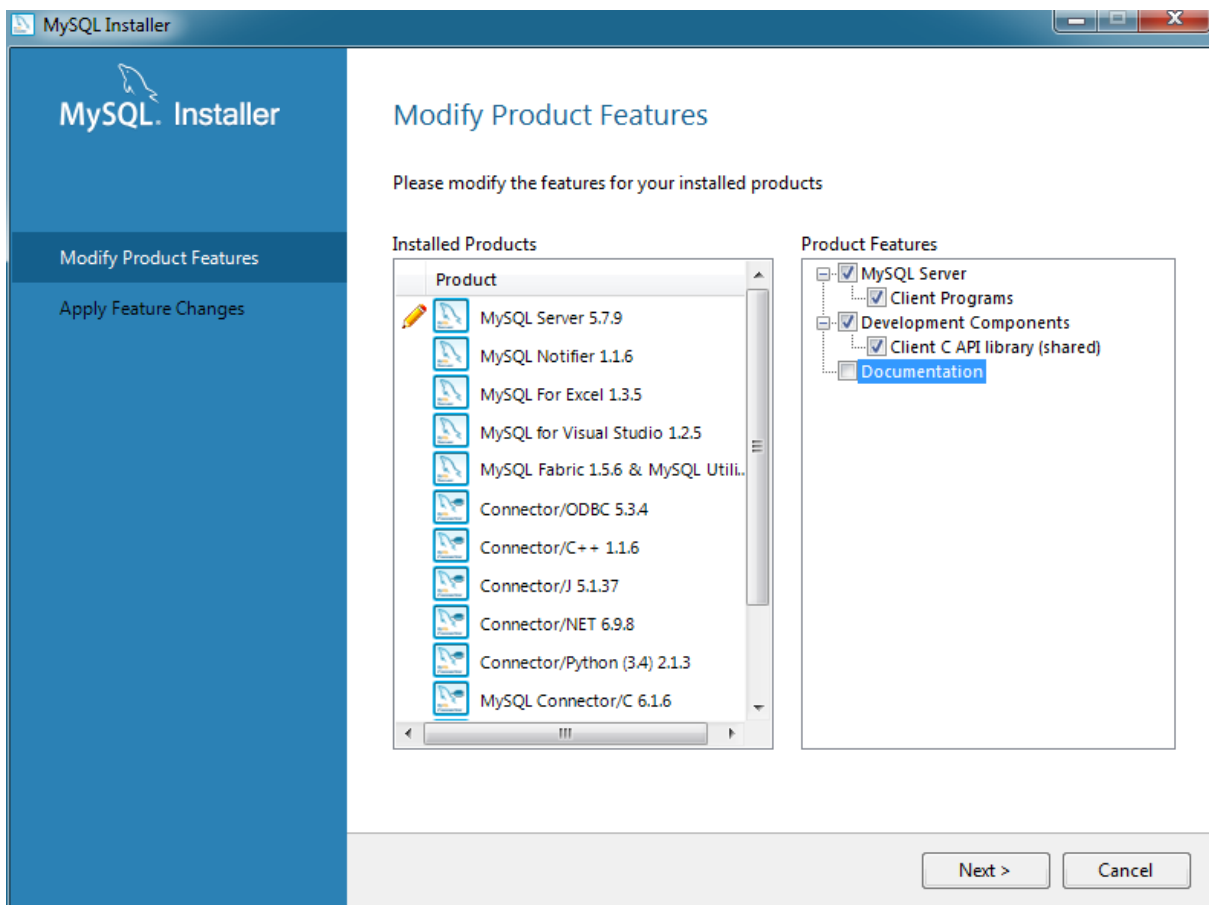 MySQL Installer
MySQL. Installer
Modify Product Features
Apply Feature Changes
Modify Product Features
Please modify the features for your installed products
Installed Products
Product
MySQL Server 5.7.9
MySQL Notifier 1.1.6
MySQL For Excel 1.3.5
MySQL for Visual Studio 1.2.5
MySQL Fabric 1.5.6 & MySQL Utili..
Connector/ODBC 5.3.4
Connector/C++ 1.1.6
Connector/J 5.1.37
Connector/NET 6.9.8
Connector/Python (3.4) 2.1.3
MySQL Connector/C 6.1.6
Product Features
MySQL Server
Client Programs
Development Components
Client C API library (shared)
Documentation
Next >
Cancel